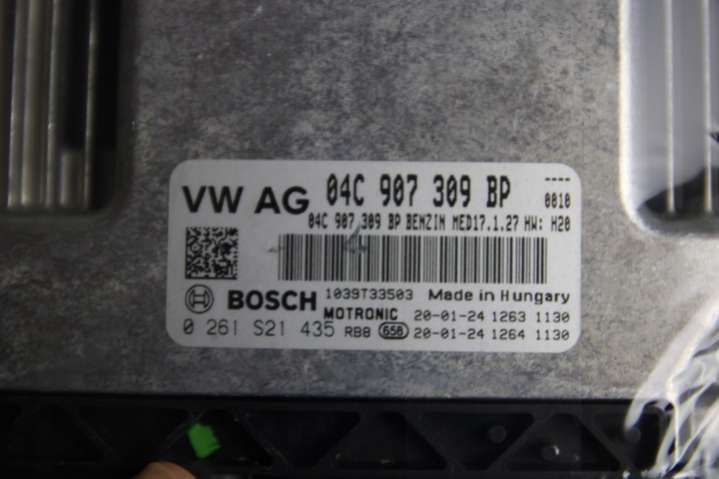 VW AG 04C 907 309 BP ----
04C 907 309 BP BENZIN MED17.1.27 HW: H20 0010
BOSCH 1039T33503 Made in Hungary
MOTRONIC 20-01-24 1263 1130
0 261 S21 435 RB8 656 20-01-24 1264 1130